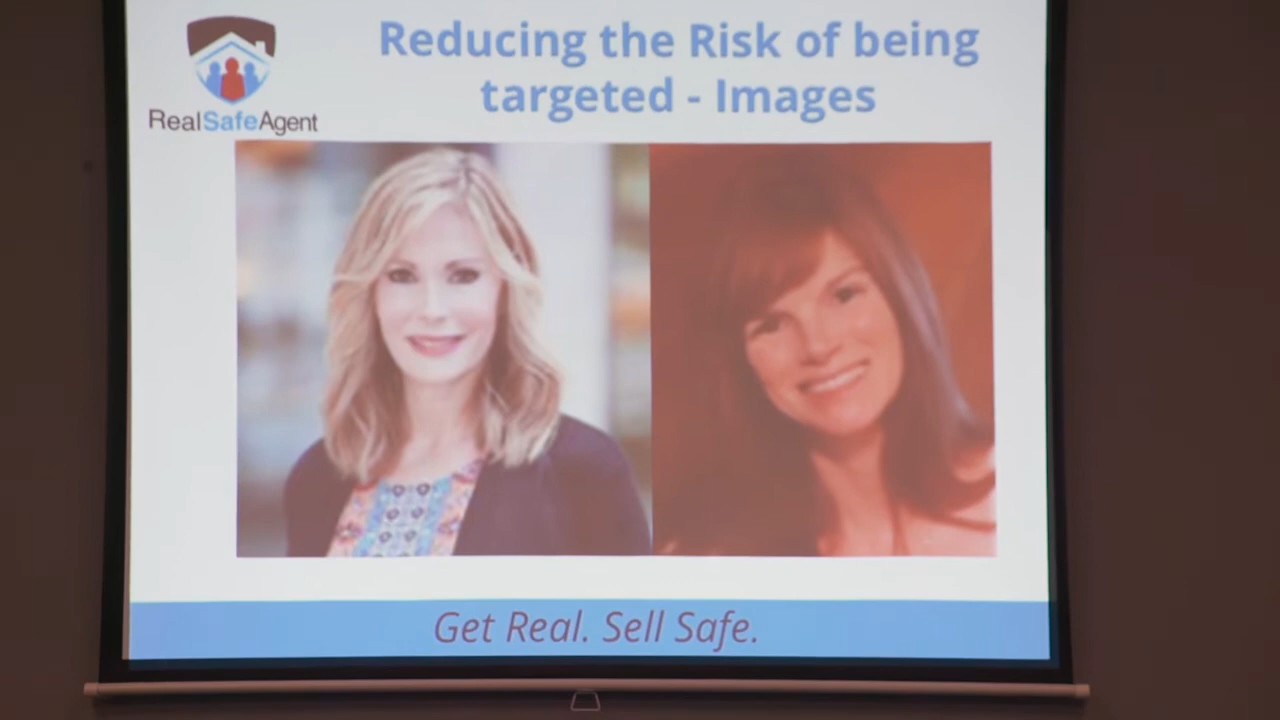 Reducing the Risk of being
targeted - Images
RealSafeAgent
Get Real. Sell Safe.